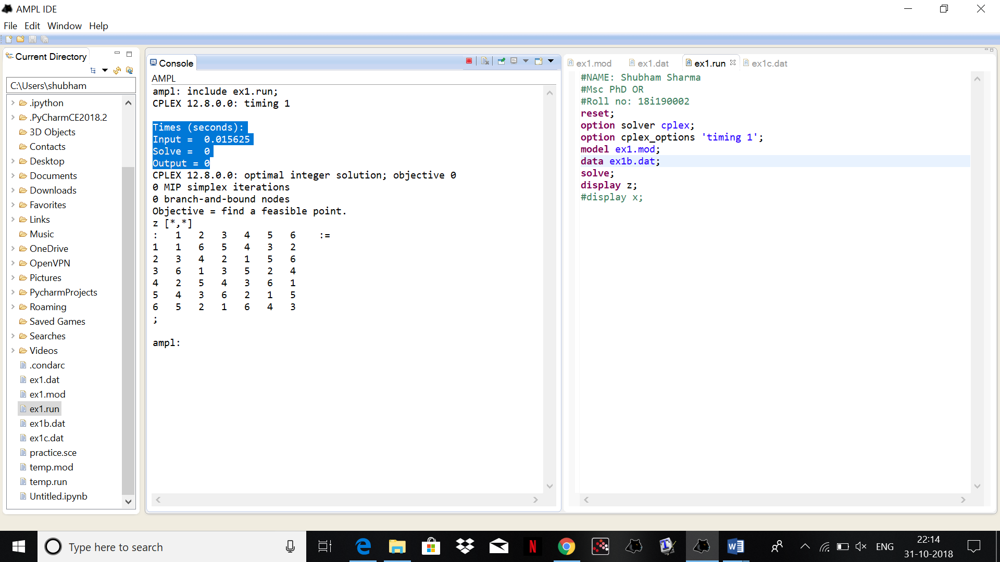 AMPL IDE
File Edit Window Help
Current Directory
C:\Users\shubham
.ipython
.PyCharmCE2018.2
3D Objects
Contacts
Desktop
Documents
Downloads
Favorites
Links
Music
OneDrive
OpenVPN
Pictures
PycharmProjects
Roaming
Saved Games
Searches
Videos
.condarc
ex1.dat
ex1.mod
ex1.run
ex1b.dat
ex1c.dat
practice.sce
temp.mod
temp.run
Untitled.ipynb
Console
AMPL
ampl: include ex1.run;
CPLEX 12.8.0.0: timing 1
Times (seconds):
Input =  0.015625
Solve =  0
Output = 0
CPLEX 12.8.0.0: optimal integer solution; objective 0
0 MIP simplex iterations
0 branch-and-bound nodes
Objective = find a feasible point.
z [*,*]
:   1   2   3   4   5   6    :=
1   1   6   5   4   3   2
2   3   4   2   1   5   6
3   6   1   3   5   2   4
4   2   5   4   3   6   1
5   4   3   6   2   1   5
6   5   2   1   6   4   3
;
ampl:
ex1.mod ex1.dat ex1.run ex1c.dat
#NAME: Shubham Sharma
#Msc PhD OR
#Roll no: 18i190002
reset;
option solver cplex;
option cplex_options 'timing 1';
model ex1.mod;
data ex1b.dat;
solve;
display z;
#display x;
Type here to search
ENG
22:14
31-10-2018